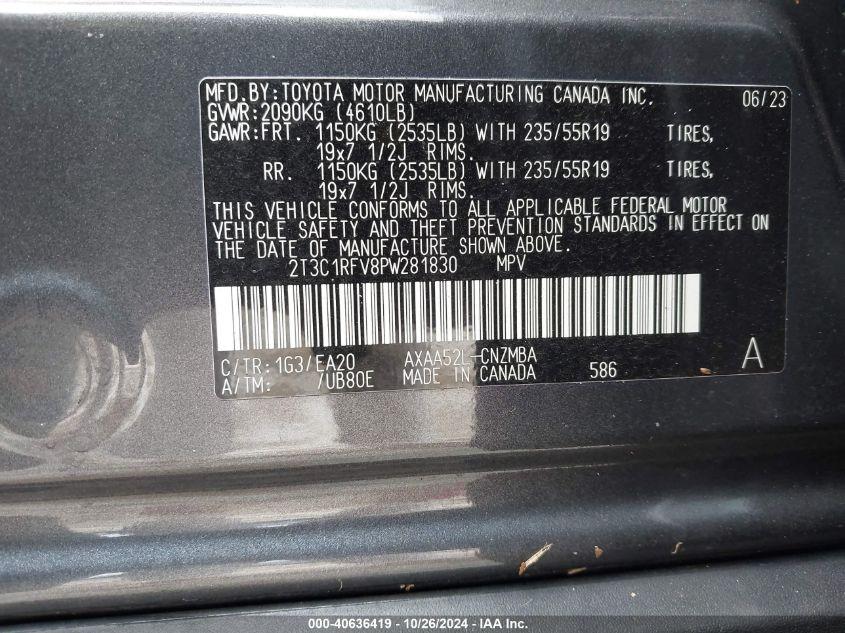 MFD.BY:TOYOTA MOTOR MANUFACTURING CANADA INC. 06/23
GVWR:2090KG (4610LB)
GAWR:FRT. 1150KG (2535LB) WITH 235/55R19 TIRES,
19x7 1/2J RIMS.
RR. 1150KG (2535LB) WITH 235/55R19 TIRES,
19x7 1/2J RIMS.
THIS VEHICLE CONFORMS TO ALL APPLICABLE FEDERAL MOTOR
VEHICLE SAFETY AND THEFT PREVENTION STANDARDS IN EFFECT ON
THE DATE OF MANUFACTURE SHOWN ABOVE.
2T3C1RFV8PW281830 MPV
C/TR:1G3/EA20 AXAA52L-CNZMBA A
A/TM: /UB80E MADE IN CANADA 586
000-40636419 - 10/26/2024 - IAA Inc.